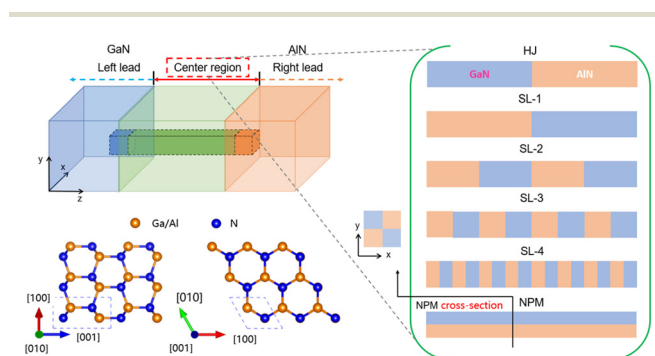 GaN AlN
Left lead Center region Right lead
y
x
z
Ga/Al N
[100]
[001]
[010]
[010]
[001]
[100]
HJ
GaN AlN
SL-1
SL-2
SL-3
SL-4
NPM
y
x
NPM cross-section